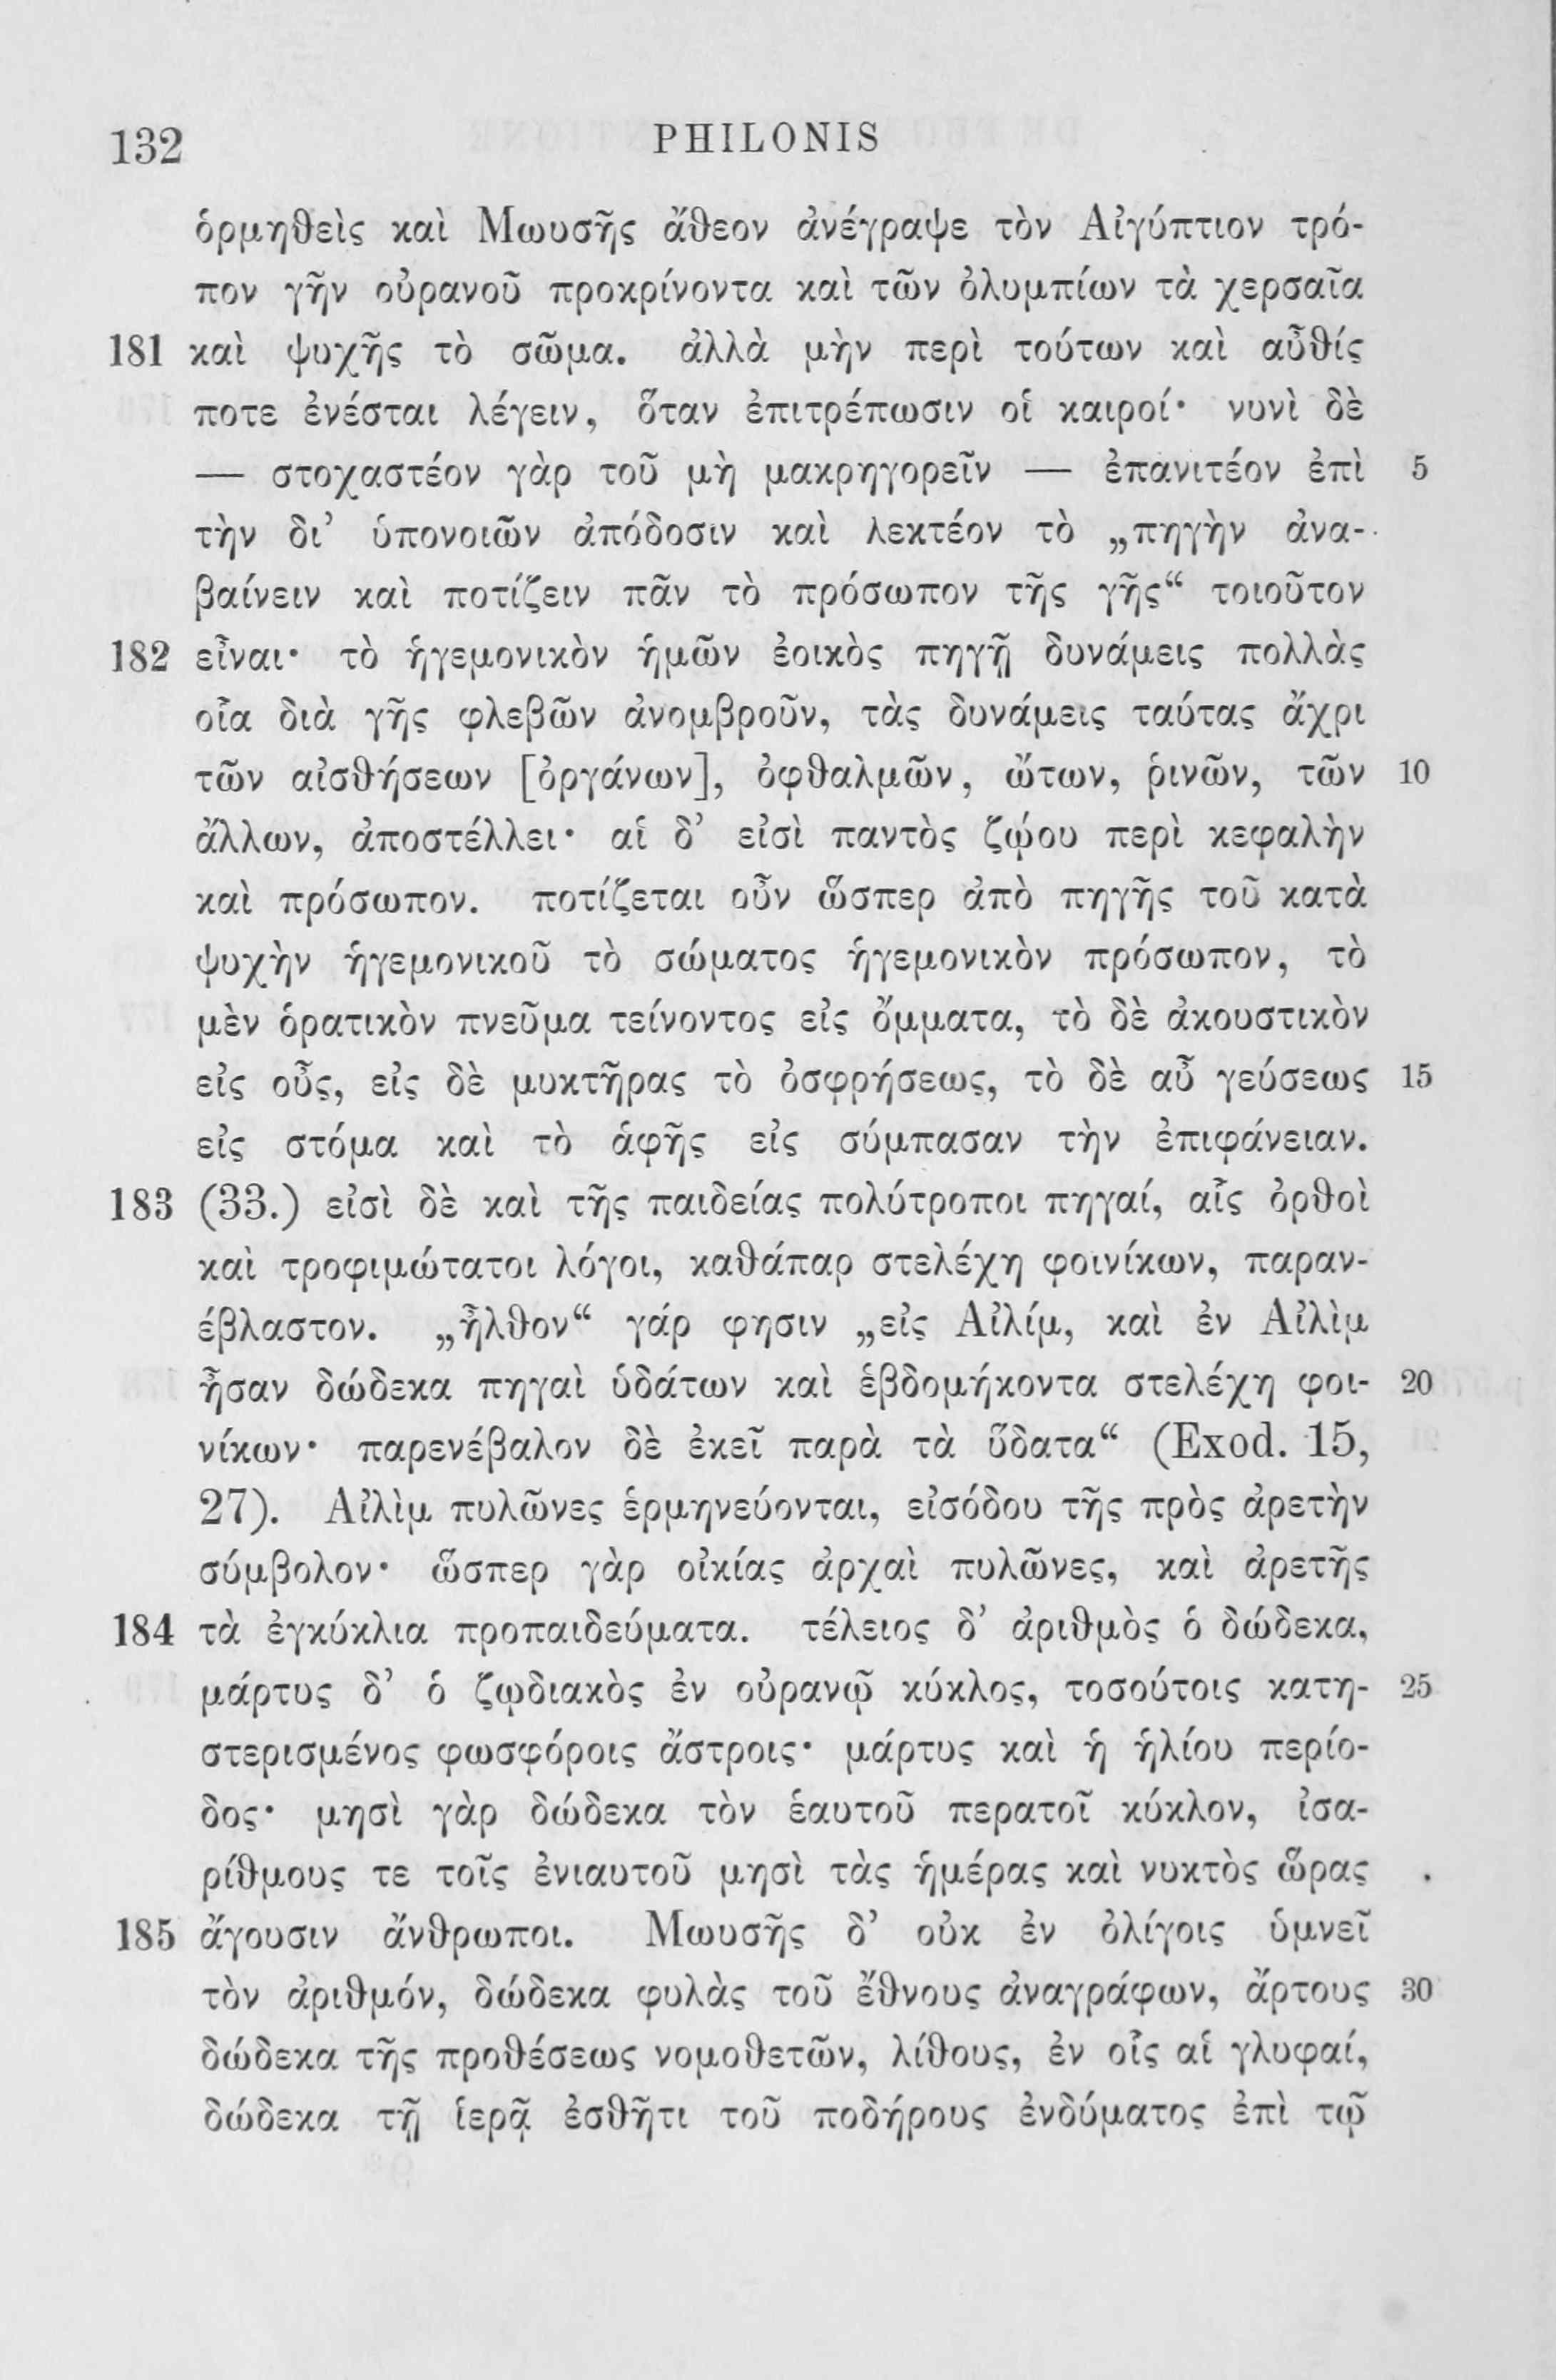 132 PHILONIS
ὁρμηθεὶς καὶ Μωυσῆς ἄθεον ἀνέγραψε τὸν Αἰγύπτιον τρό-
πον γῆν οὐρανοῦ προκρίνοντα καὶ τῶν ὀλυμπίων τὰ χερσαῖα
181 καὶ ψυχῆς τὸ σῶμα. ἀλλὰ μὴν περὶ τούτων καὶ αὖθίς
ποτε ἐνέσται λέγειν, ὅταν ἐπιτρέπωσιν οἱ καιροί· νυνὶ δὲ
— στοχαστέον γὰρ τοῦ μὴ μακρηγορεῖν — ἐπανιτέον ἐπὶ 5
τὴν δι’ ὑπονοιῶν ἀπόδοσιν καὶ λεκτέον τὸ „πηγὴν ἀνα-
βαίνειν καὶ ποτίζειν πᾶν τὸ πρόσωπον τῆς γῆς“ τοιοῦτον
182 εἶναι· τὸ ἡγεμονικὸν ἡμῶν ἐοικὸς πηγῇ δυνάμεις πολλὰς
οἷα διὰ γῆς φλεβῶν ἀνομβροῦν, τὰς δυνάμεις ταύτας ἄχρι
τῶν αἰσθήσεων [ὀργάνων], ὀφθαλμῶν, ὤτων, ῥινῶν, τῶν 10
ἄλλων, ἀποστέλλει· αἱ δ’ εἰσὶ παντὸς ζῴου περὶ κεφαλὴν
καὶ πρόσωπον. ποτίζεται οὖν ὥσπερ ἀπὸ πηγῆς τοῦ κατὰ
ψυχὴν ἡγεμονικοῦ τὸ σώματος ἡγεμονικὸν πρόσωπον, τὸ
μὲν ὁρατικὸν πνεῦμα τείνοντος εἰς ὄμματα, τὸ δὲ ἀκουστικὸν
εἰς οὖς, εἰς δὲ μυκτῆρας τὸ ὀσφρήσεως, τὸ δὲ αὖ γεύσεως 15
εἰς στόμα καὶ τὸ ἁφῆς εἰς σύμπασαν τὴν ἐπιφάνειαν.
183 (33.) εἰσὶ δὲ καὶ τῆς παιδείας πολύτροποι πηγαί, αἷς ὀρθοὶ
καὶ τροφιμώτατοι λόγοι, καθάπαρ στελέχη φοινίκων, παραν-
έβλαστον. „ἦλθον“ γάρ φησιν „εἰς Αἰλίμ, καὶ ἐν Αἰλὶμ
ἦσαν δώδεκα πηγαὶ ὑδάτων καὶ ἑβδομήκοντα στελέχη φοι- 20
νίκων· παρενέβαλον δὲ ἐκεῖ παρὰ τὰ ὕδατα“ (Exod. 15,
27). Αἰλὶμ πυλῶνες ἑρμηνεύονται, εἰσόδου τῆς πρὸς ἀρετὴν
σύμβολον· ὥσπερ γὰρ οἰκίας ἀρχαὶ πυλῶνες, καὶ ἀρετῆς
184 τὰ ἐγκύκλια προπαιδεύματα. τέλειος δ’ ἀριθμὸς ὁ δώδεκα,
μάρτυς δ’ ὁ ζῳδιακὸς ἐν οὐρανῷ κύκλος, τοσούτοις κατη- 25
στερισμένος φωσφόροις ἄστροις· μάρτυς καὶ ἡ ἡλίου περίο-
δος· μησὶ γὰρ δώδεκα τὸν ἑαυτοῦ περατοῖ κύκλον, ἰσα-
ρίθμους τε τοῖς ἐνιαυτοῦ μησὶ τὰς ἡμέρας καὶ νυκτὸς ὥρας
185 ἄγουσιν ἄνθρωποι. Μωυσῆς δ’ οὐκ ἐν ὀλίγοις ὑμνεῖ
τὸν ἀριθμόν, δώδεκα φυλὰς τοῦ ἔθνους ἀναγράφων, ἄρτους 30
δώδεκα τῆς προθέσεως νομοθετῶν, λίθους, ἐν οἷς αἱ γλυφαί,
δώδεκα τῇ ἱερᾷ ἐσθῆτι τοῦ ποδήρους ἐνδύματος ἐπὶ τῷ